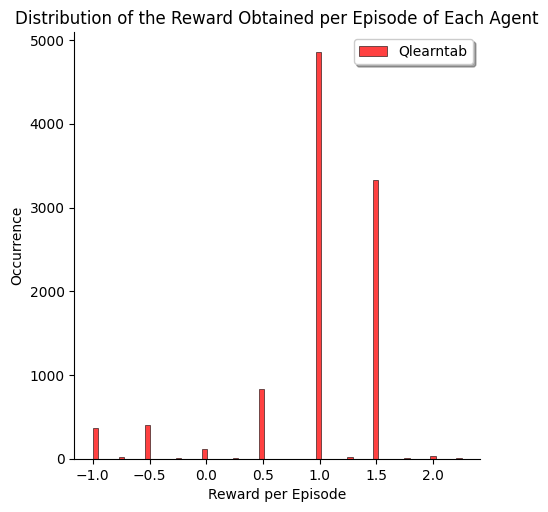 Distribution of the Reward Obtained per Episode of Each Agent
Qlearntab
5000
4000
3000
2000
1000
0
Occurrence
−1.0 −0.5 0.0 0.5 1.0 1.5 2.0
Reward per Episode